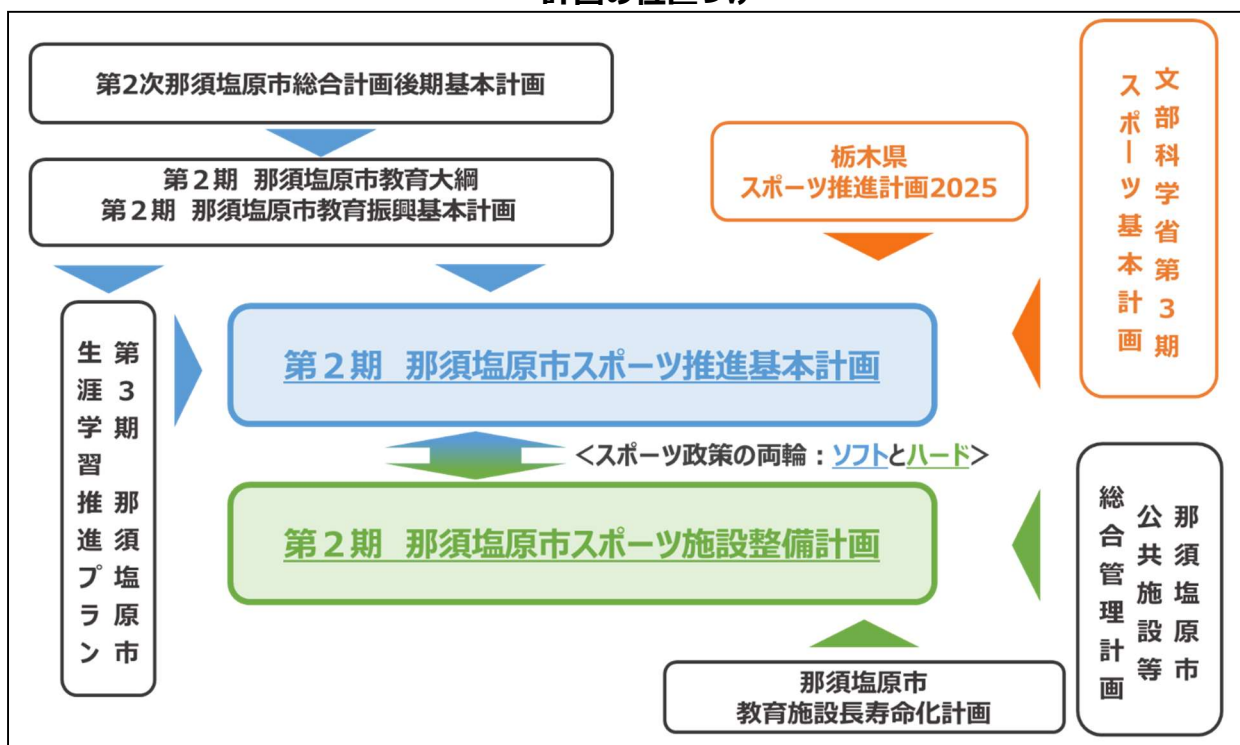 計画の位置づけ
第2次那須塩原市総合計画後期基本計画
第２期 那須塩原市教育大綱
第２期 那須塩原市教育振興基本計画
栃木県
スポーツ推進計画2025
文部科学省第３期
スポーツ基本計画
第３期 那須塩原市
生涯学習推進プラン
第２期 那須塩原市スポーツ推進基本計画
<スポーツ政策の両輪：ソフトとハード>
第２期 那須塩原市スポーツ施設整備計画
那須塩原市
公共施設等
総合管理計画
那須塩原市
教育施設長寿命化計画